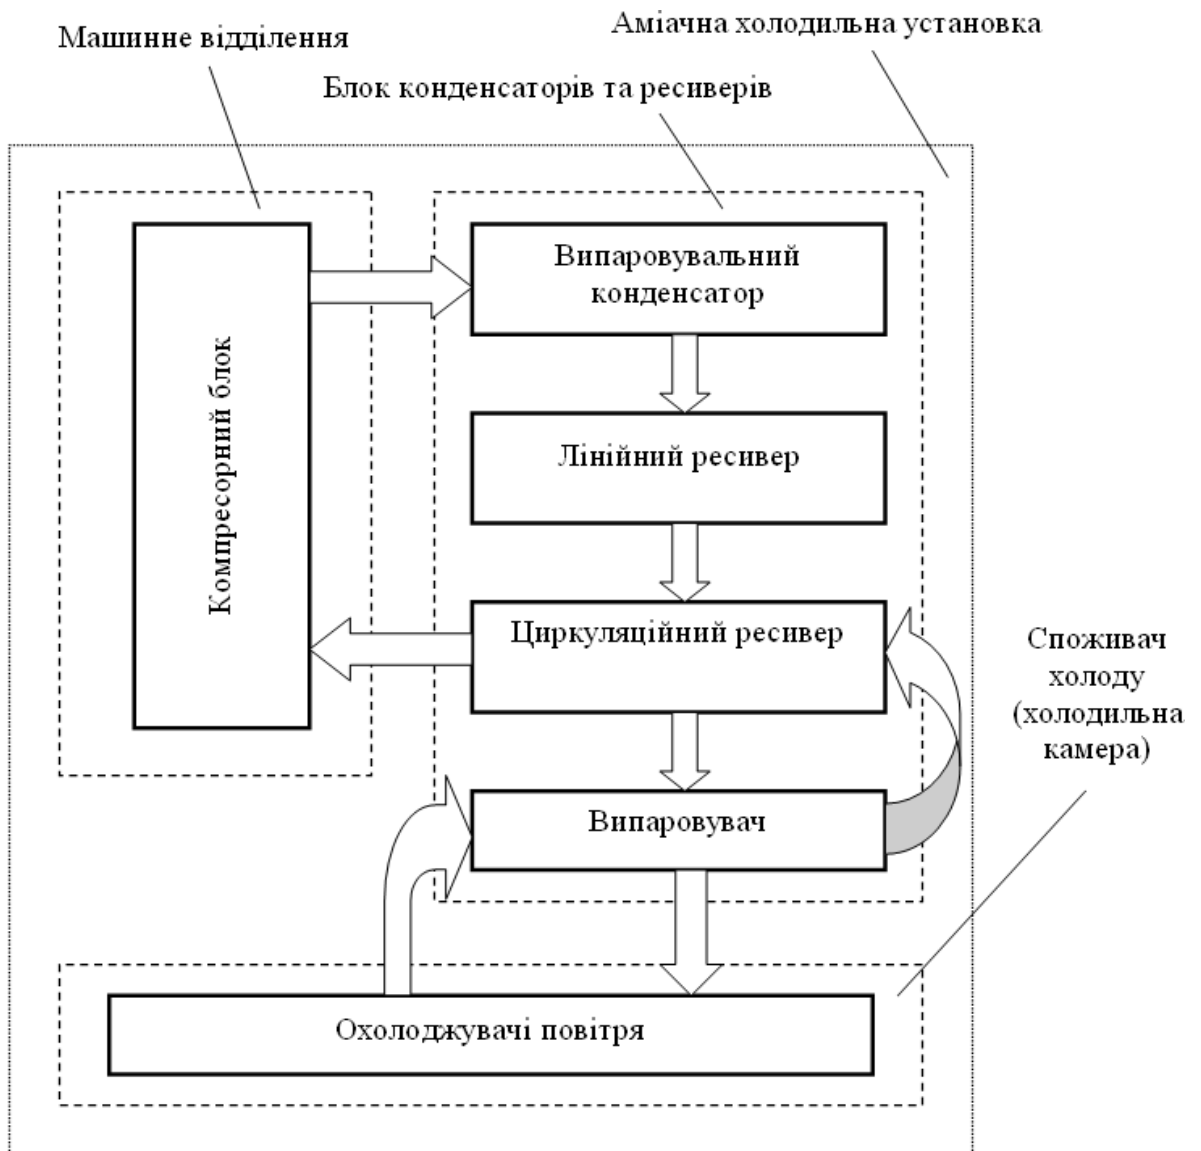 Аміачна холодильна установка
Машинне відділення
Блок конденсаторів та ресиверів
Випаровувальний
конденсатор
Компресорний блок
Лінійний ресивер
Циркуляційний ресивер
Споживач
холоду
(холодильна
камера)
Випаровувач
Охолоджувачі повітря